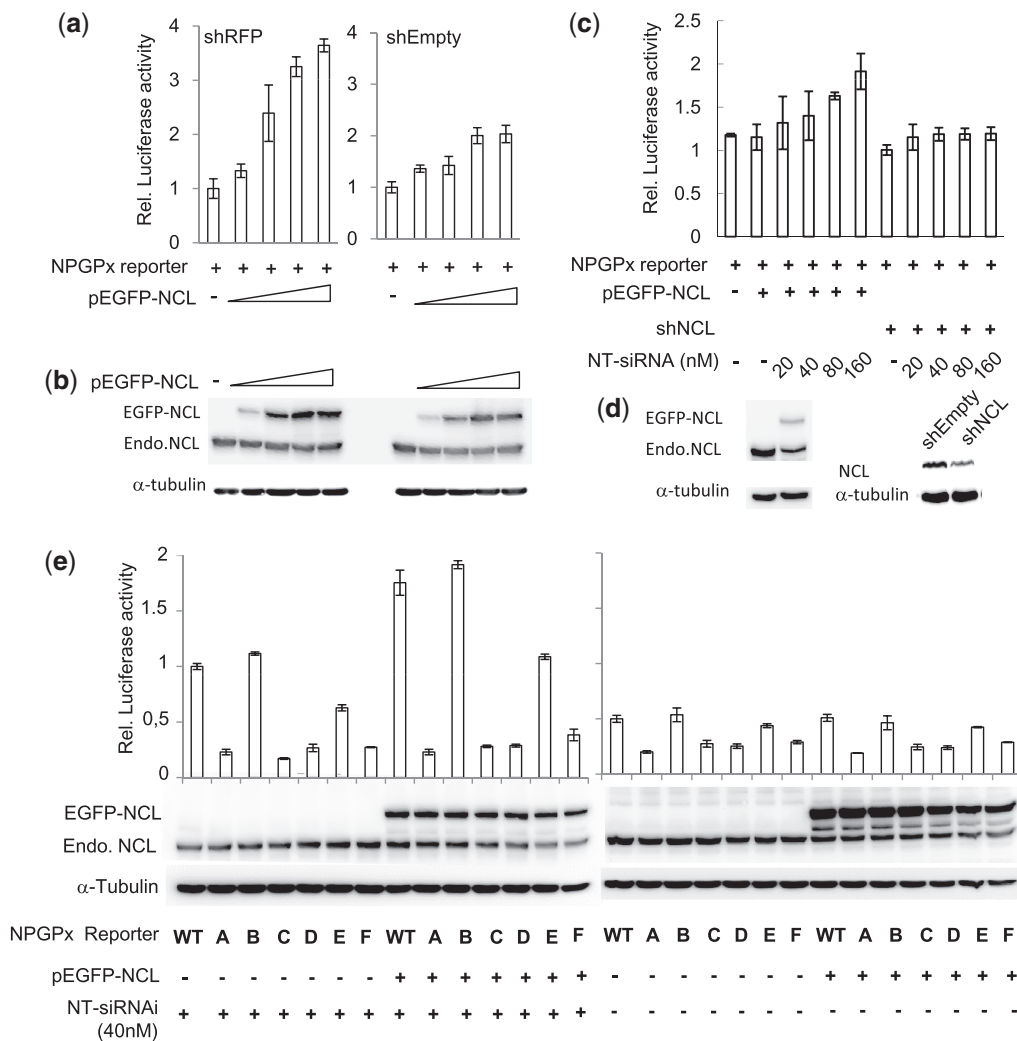 (a)
shRFP
shEmpty
Rel. Luciferase activity
4
3
2
1
0
4
3
2
1
0
NPGPx reporter + + + + + + + + + +
pEGFP-NCL - -
(b)
pEGFP-NCL -
EGFP-NCL
Endo.NCL
α-tubulin
(c)
Rel. Luciferase activity
2.5
2
1.5
1
0.5
0
NPGPx reporter + + + + + + + + + + +
pEGFP-NCL - + + + + +
shNCL + + + + +
NT-siRNA (nM) - - 20 40 80 160 - 20 40 80 160
(d)
EGFP-NCL
Endo.NCL
α-tubulin
shEmpty
shNCL
NCL
α-tubulin
(e)
Rel. Luciferase activity
2
1.5
1
0,5
0
EGFP-NCL
Endo. NCL
α-Tubulin
NPGPx Reporter WT A B C D E F WT A B C D E F WT A B C D E F WT A B C D E F
pEGFP-NCL - - - - - - - + + + + + + + - - - - - - - + + + + + + +
NT-siRNAi + + + + + + + + + + + + + + - - - - - - - - - - - - - -
(40nM)